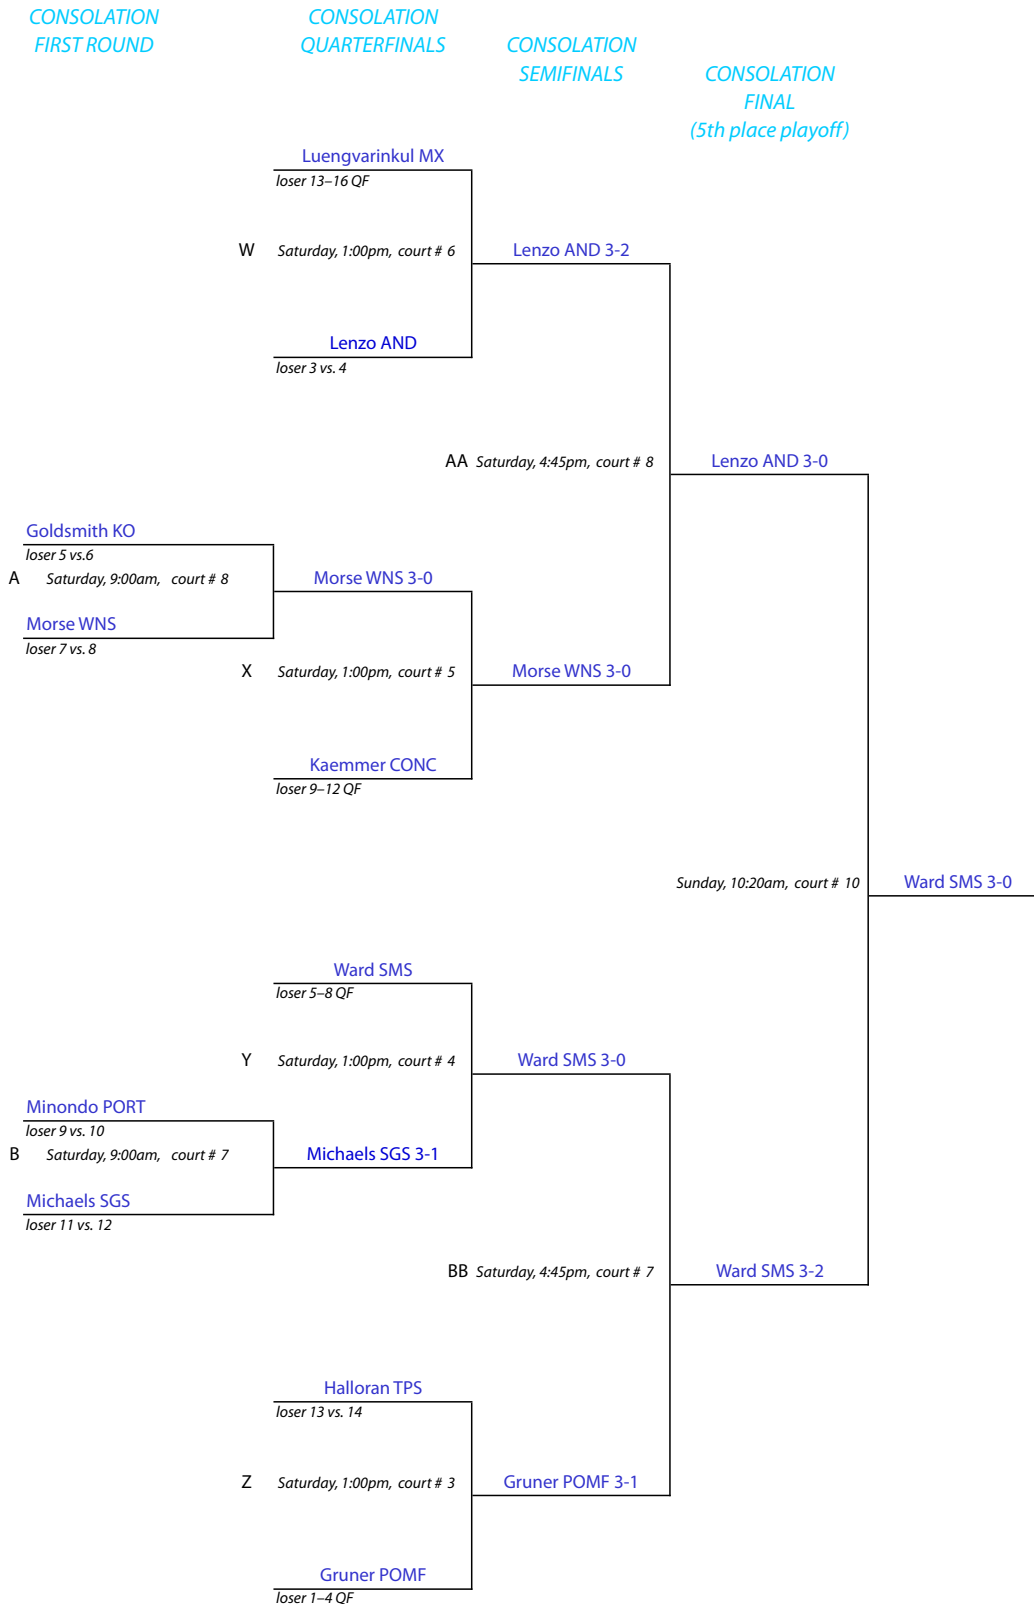 CONSOLATION
FIRST ROUND
CONSOLATION
QUARTERFINALS
CONSOLATION
SEMIFINALS
CONSOLATION
FINAL
(5th place playoff)
Luengvarinkul MX
loser 13–16 QF
W Saturday, 1:00pm, court # 6
Lenzo AND 3-2
Lenzo AND
loser 3 vs. 4
AA Saturday, 4:45pm, court # 8
Lenzo AND 3-0
Goldsmith KO
loser 5 vs.6
A Saturday, 9:00am, court # 8
Morse WNS 3-0
Morse WNS
loser 7 vs. 8
X Saturday, 1:00pm, court # 5
Morse WNS 3-0
Kaemmer CONC
loser 9–12 QF
Sunday, 10:20am, court # 10
Ward SMS 3-0
Ward SMS
loser 5–8 QF
Y Saturday, 1:00pm, court # 4
Ward SMS 3-0
Minondo PORT
loser 9 vs. 10
B Saturday, 9:00am, court # 7
Michaels SGS 3-1
Michaels SGS
loser 11 vs. 12
BB Saturday, 4:45pm, court # 7
Ward SMS 3-2
Halloran TPS
loser 13 vs. 14
Z Saturday, 1:00pm, court # 3
Gruner POMF 3-1
Gruner POMF
loser 1–4 QF